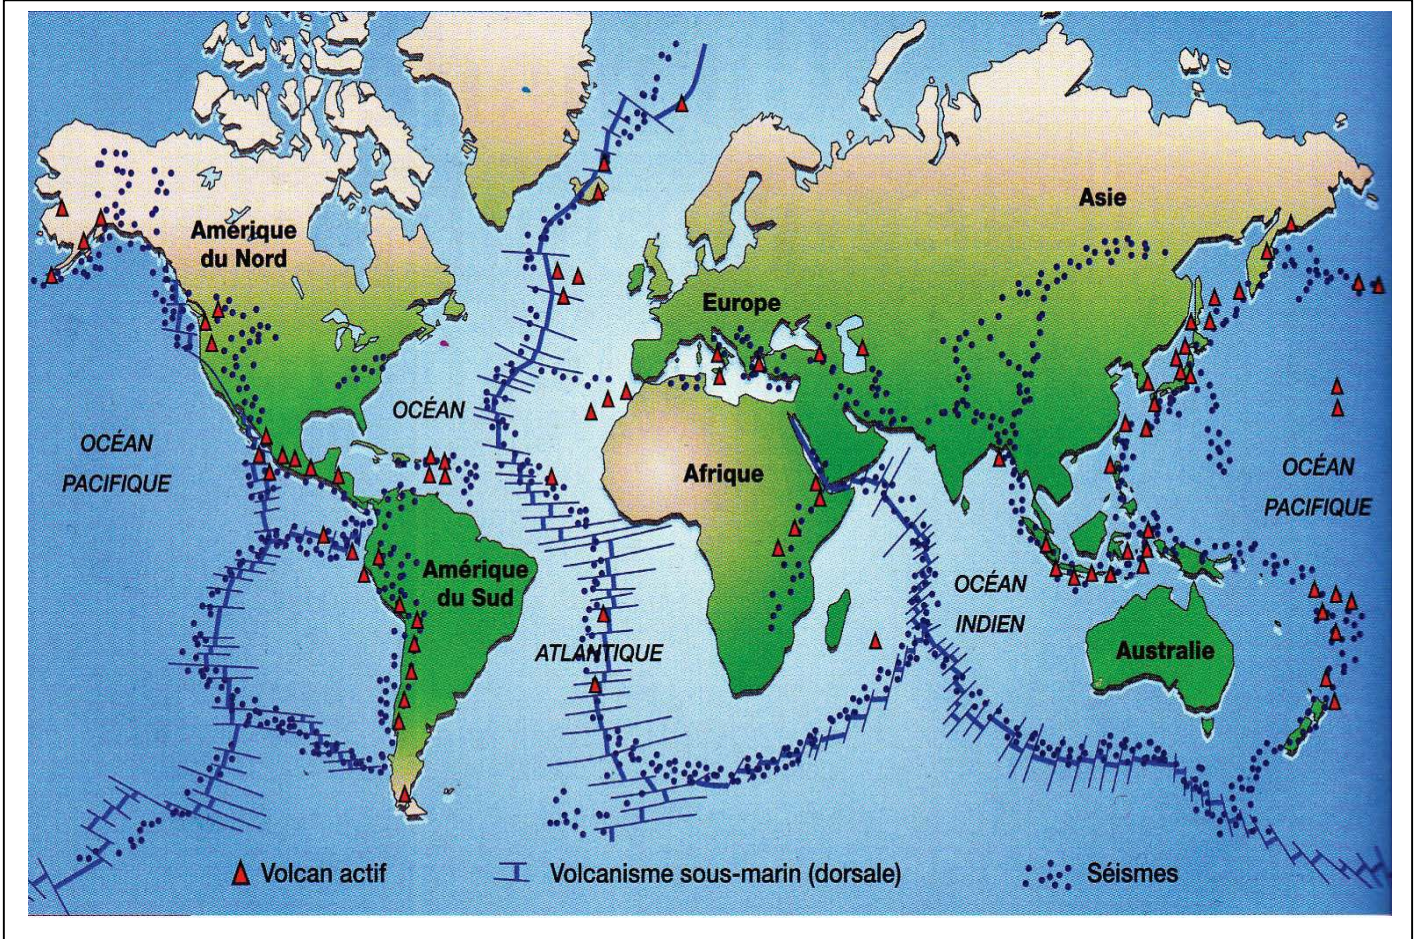 Asie
Amérique
du Nord
Europe
OCÉAN
OCÉAN
PACIFIQUE
Afrique
OCÉAN
PACIFIQUE
Amérique
du Sud
OCÉAN
INDIEN
ATLANTIQUE
Australie
Volcan actif
Volcanisme sous-marin (dorsale)
Séismes